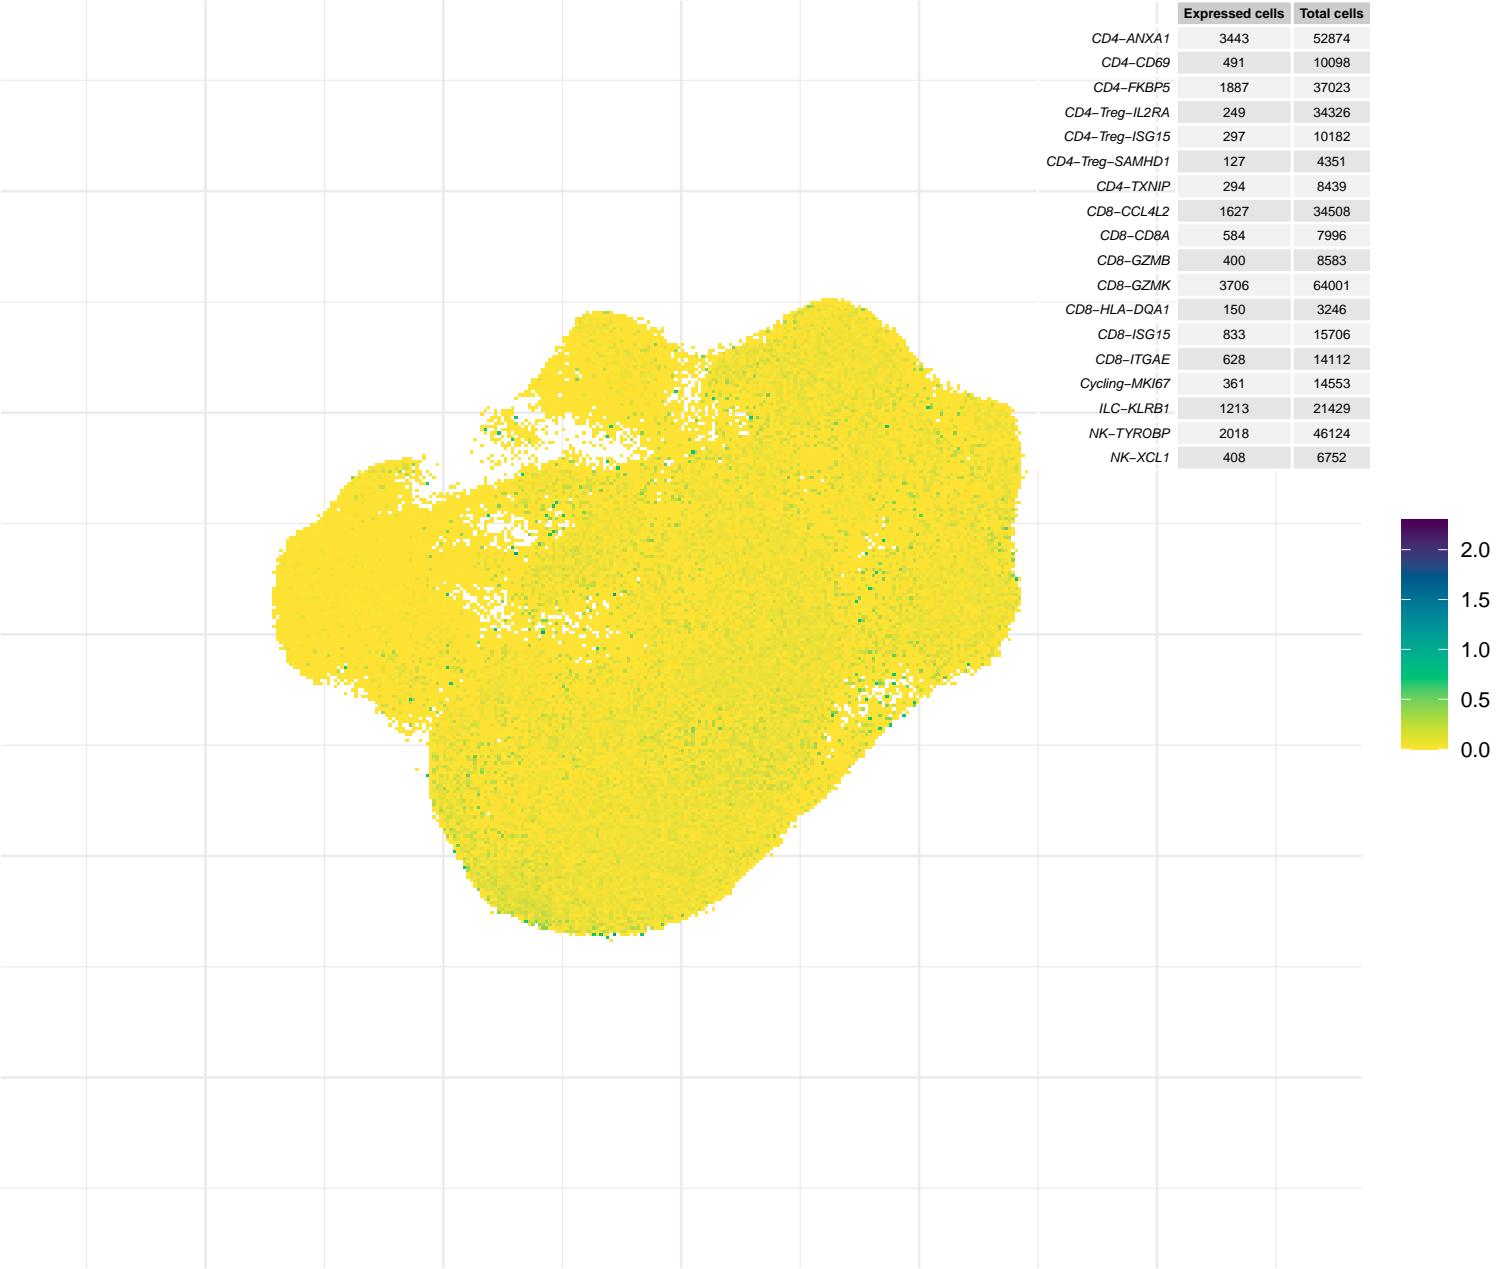 Expressed cells Total cells
CD4−ANXA1 3443 52874
CD4−CD69 491 10098
CD4−FKBP5 1887 37023
CD4−Treg−IL2RA 249 34326
CD4−Treg−ISG15 297 10182
CD4−Treg−SAMHD1 127 4351
CD4−TXNIP 294 8439
CD8−CCL4L2 1627 34508
CD8−CD8A 584 7996
CD8−GZMB 400 8583
CD8−GZMK 3706 64001
CD8−HLA−DQA1 150 3246
CD8−ISG15 833 15706
CD8−ITGAE 628 14112
Cycling−MKI67 361 14553
ILC−KLRB1 1213 21429
NK−TYROBP 2018 46124
NK−XCL1 408 6752
2.0
1.5
1.0
0.5
0.0